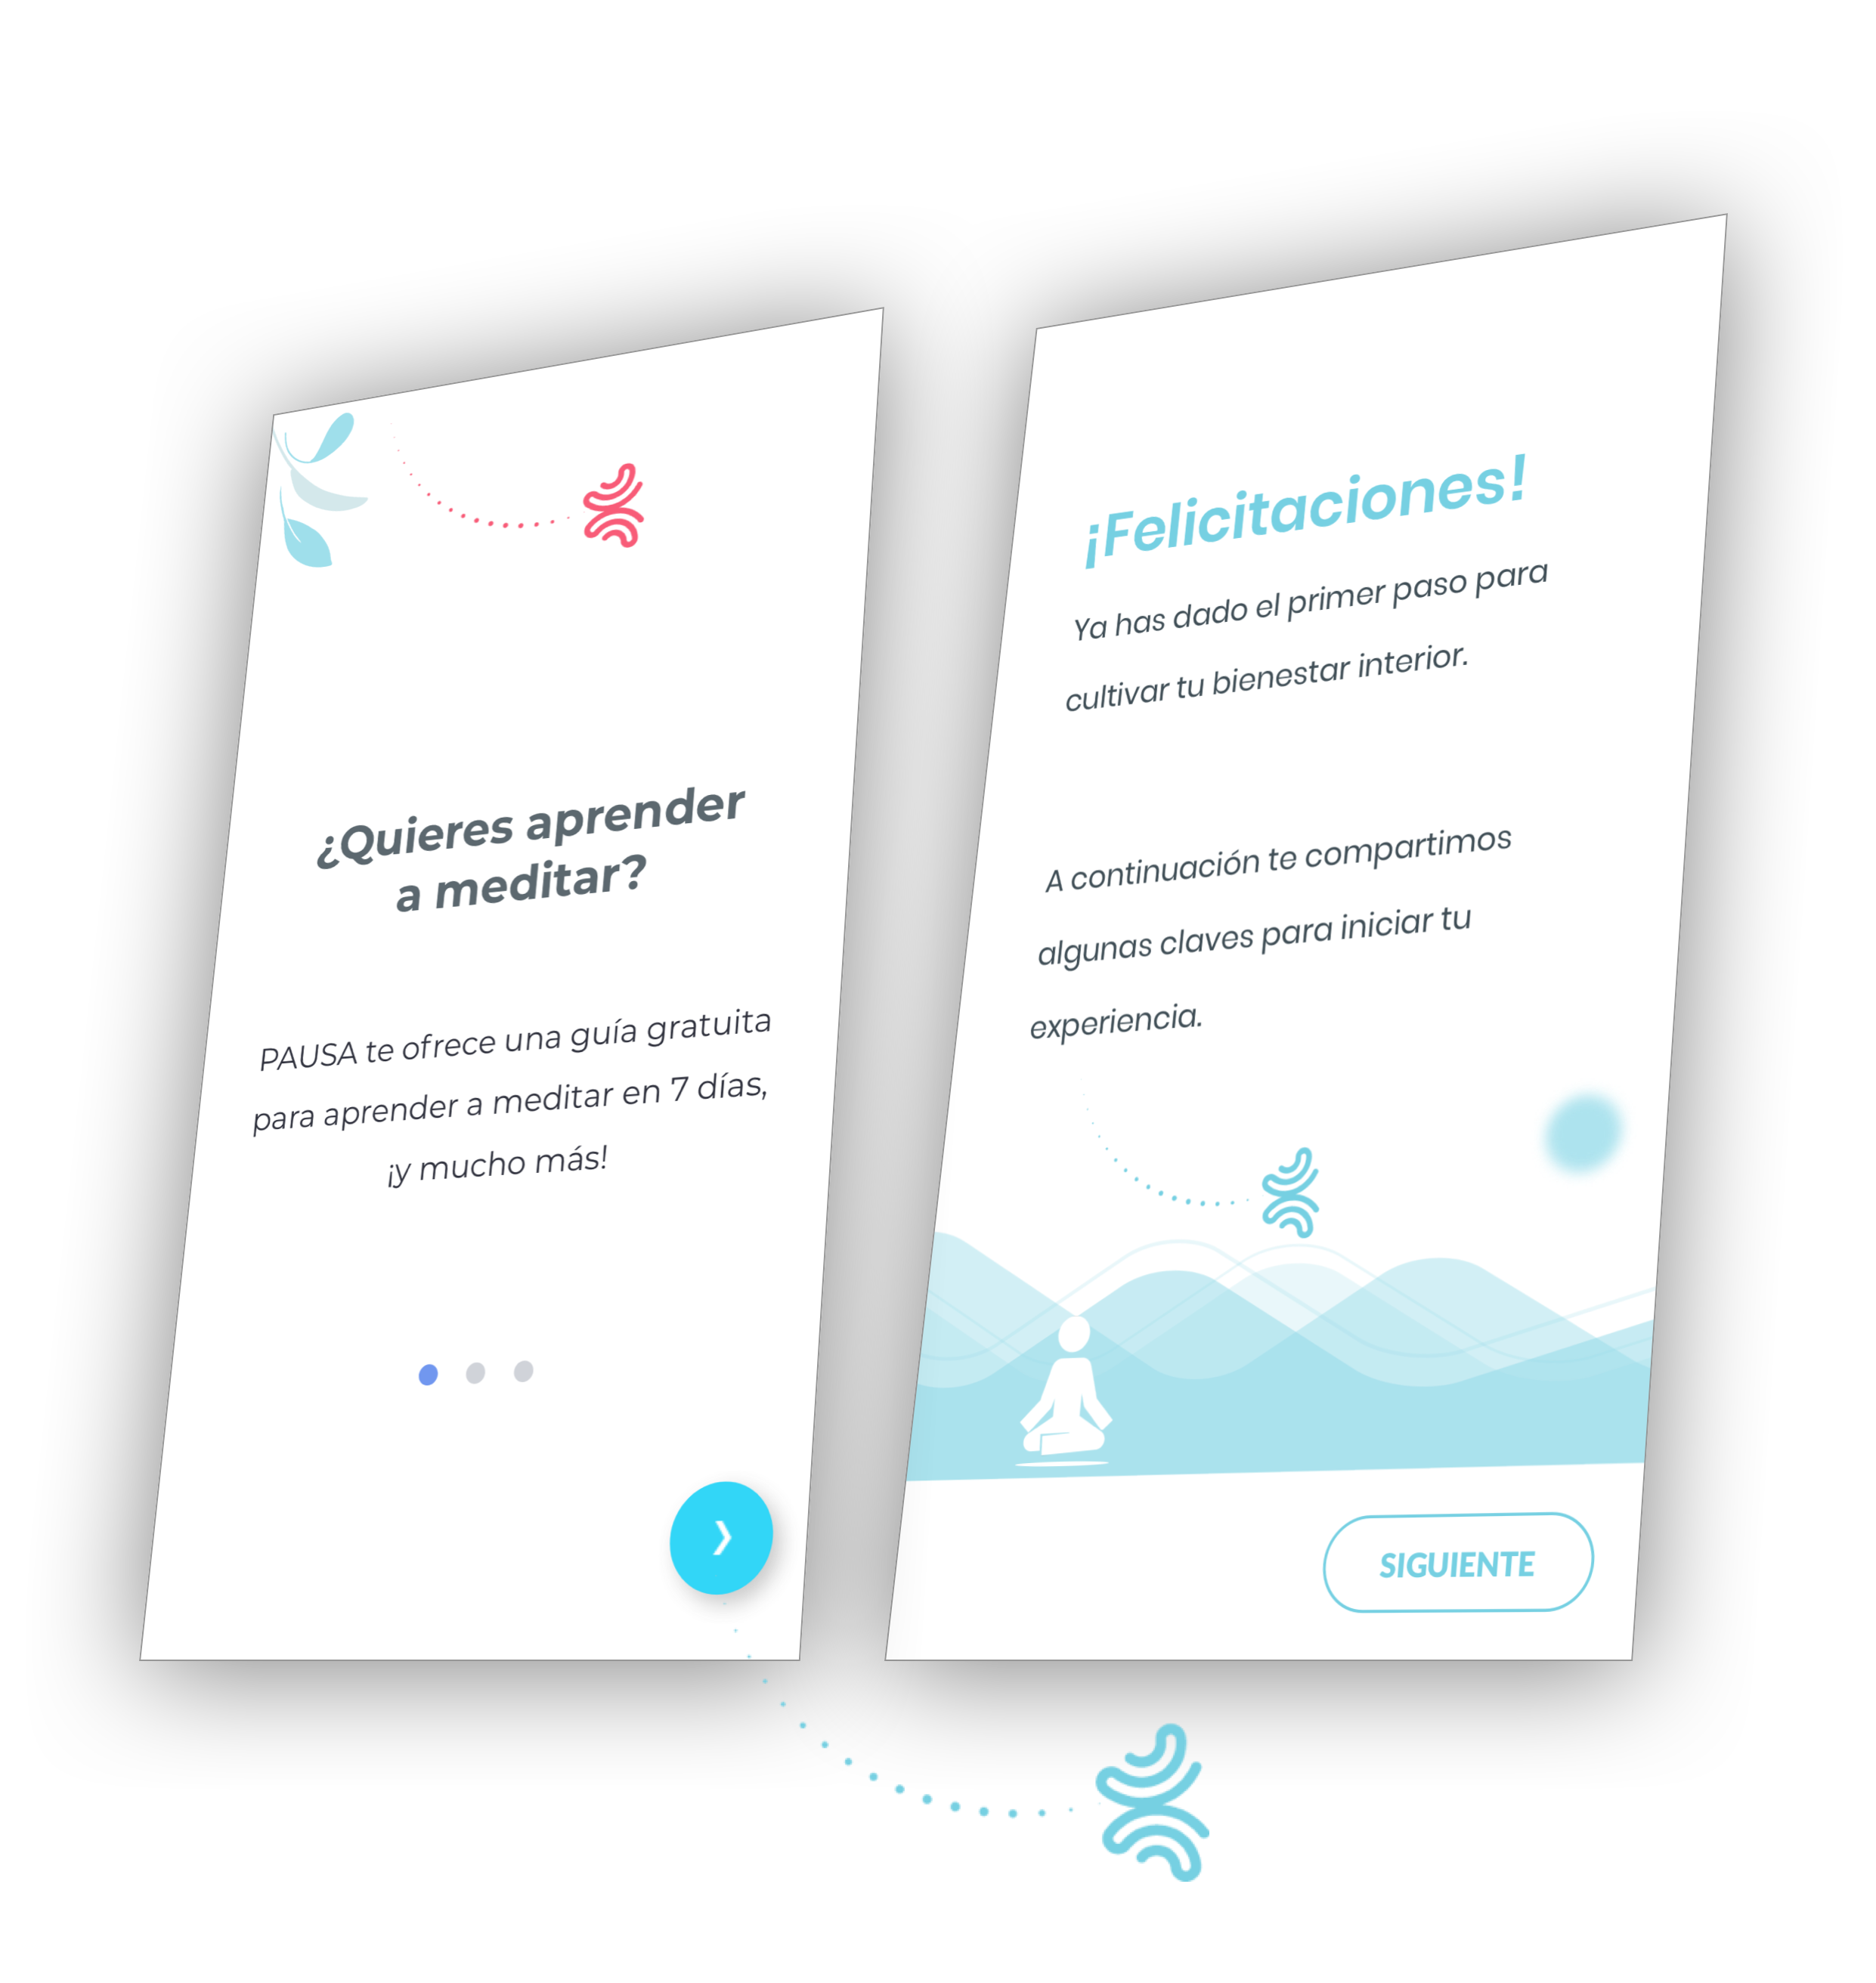 ¿Quieres aprender
a meditar?
PAUSA te ofrece una guía gratuita
para aprender a meditar en 7 días,
¡y mucho más!
¡Felicitaciones!
Ya has dado el primer paso para
cultivar tu bienestar interior.
A continuación te compartimos
algunas claves para iniciar tu
experiencia.
SIGUIENTE